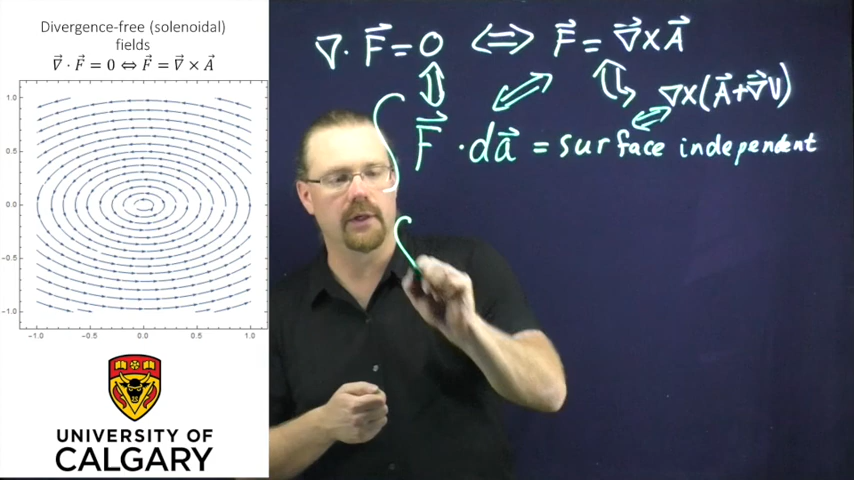 Divergence-free (solenoidal)
fields
∇⃗ · F⃗ = 0 ⇔ F⃗ = ∇⃗ × A⃗
1.0
0.5
0.0
−0.5
−1.0
−1.0 −0.5 0.0 0.5 1.0
UNIVERSITY OF
CALGARY
∇ · F⃗ = 0 ⇔ F⃗ = ∇⃗ × A⃗
∇ × (A⃗ + ∇⃗V)
∫ F⃗ · da⃗ = surface independent
∫